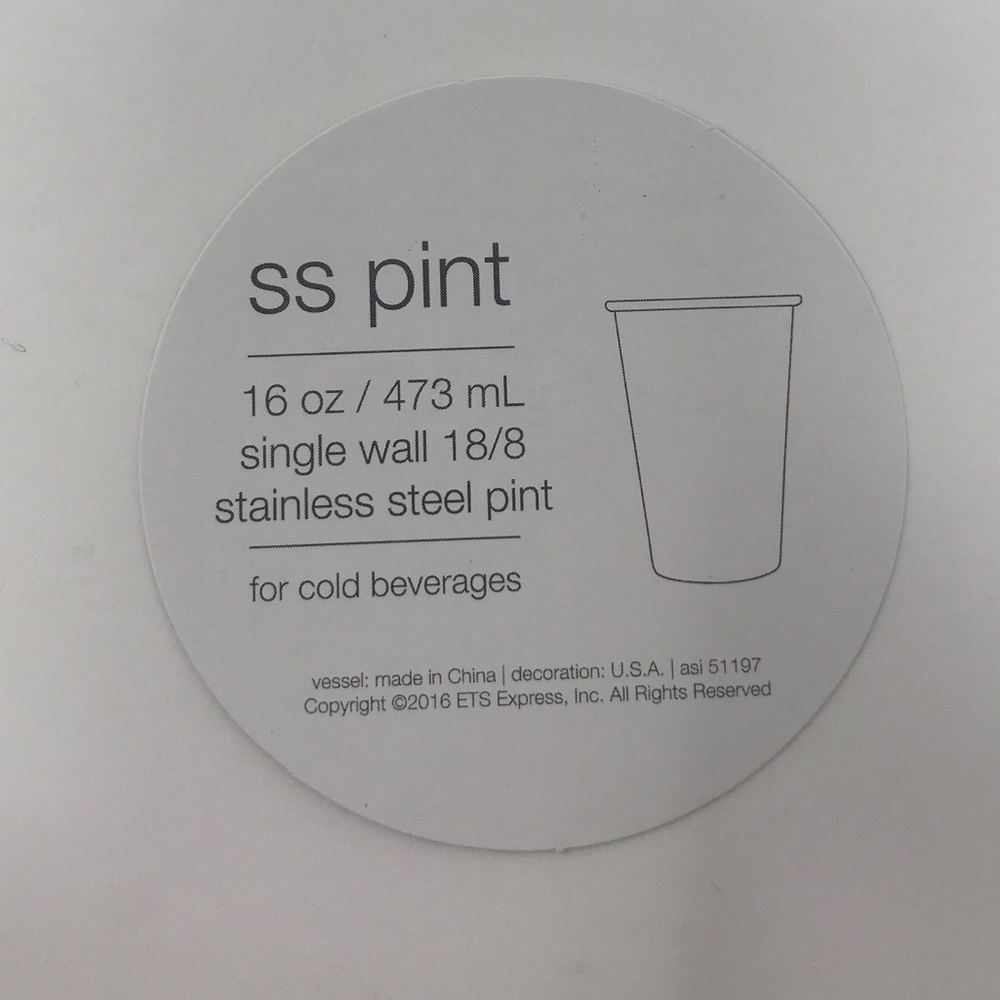 ss pint
16 oz / 473 mL
single wall 18/8
stainless steel pint
for cold beverages
vessel: made in China | decoration: U.S.A. | asi 51197
Copyright ©2016 ETS Express, Inc. All Rights Reserved